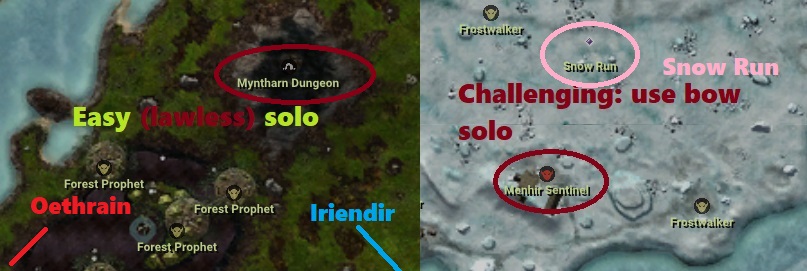 Myntharn Dungeon
Easy (lawless) solo
Forest Prophet
Forest Prophet
Oethrain
Iriendir
Forest Prophet
Frostwalker
Snow Run
Snow Run
Challenging: use bow
solo
Menhir Sentinel
Frostwalker